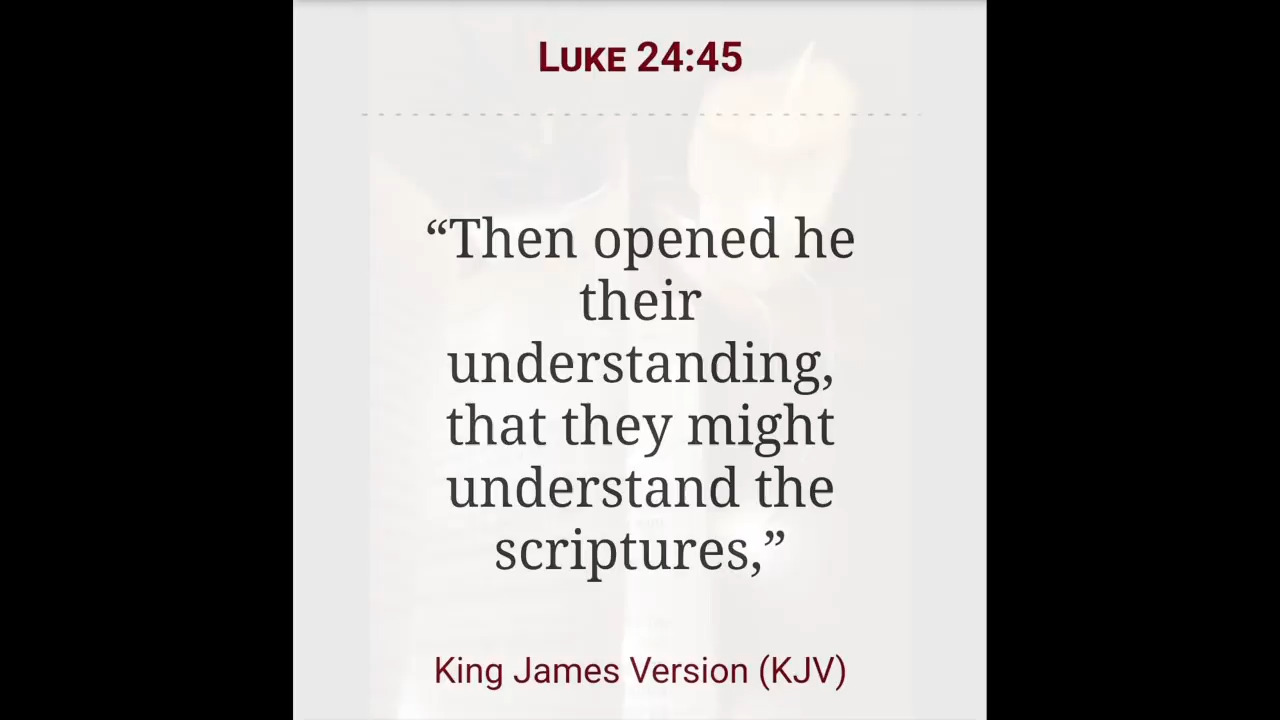 LUKE 24:45
“Then opened he
their
understanding,
that they might
understand the
scriptures,”
King James Version (KJV)